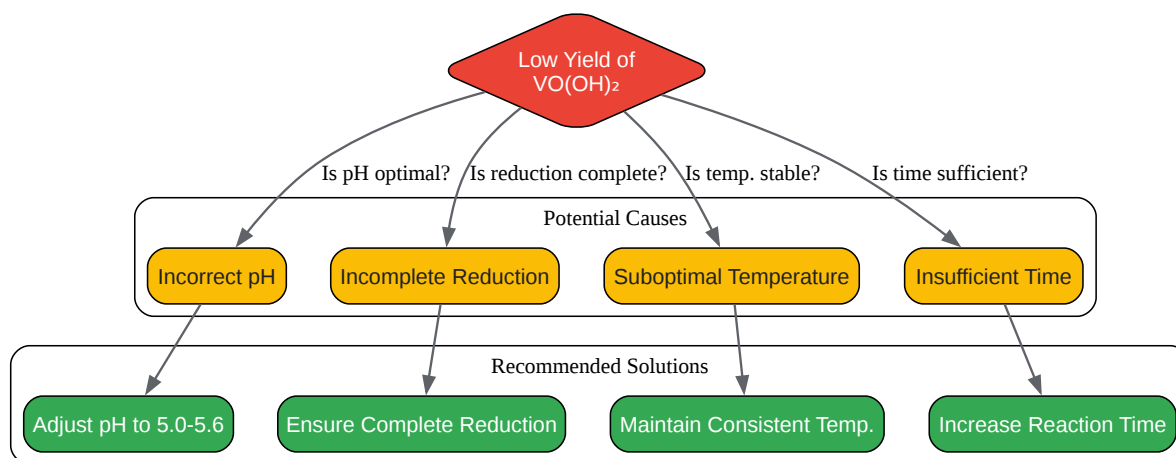 Low Yield of
VO(OH)₂
Is pH optimal?
Is reduction complete?
Is temp. stable?
Is time sufficient?
Potential Causes
Incorrect pH
Incomplete Reduction
Suboptimal Temperature
Insufficient Time
Recommended Solutions
Adjust pH to 5.0-5.6
Ensure Complete Reduction
Maintain Consistent Temp.
Increase Reaction Time